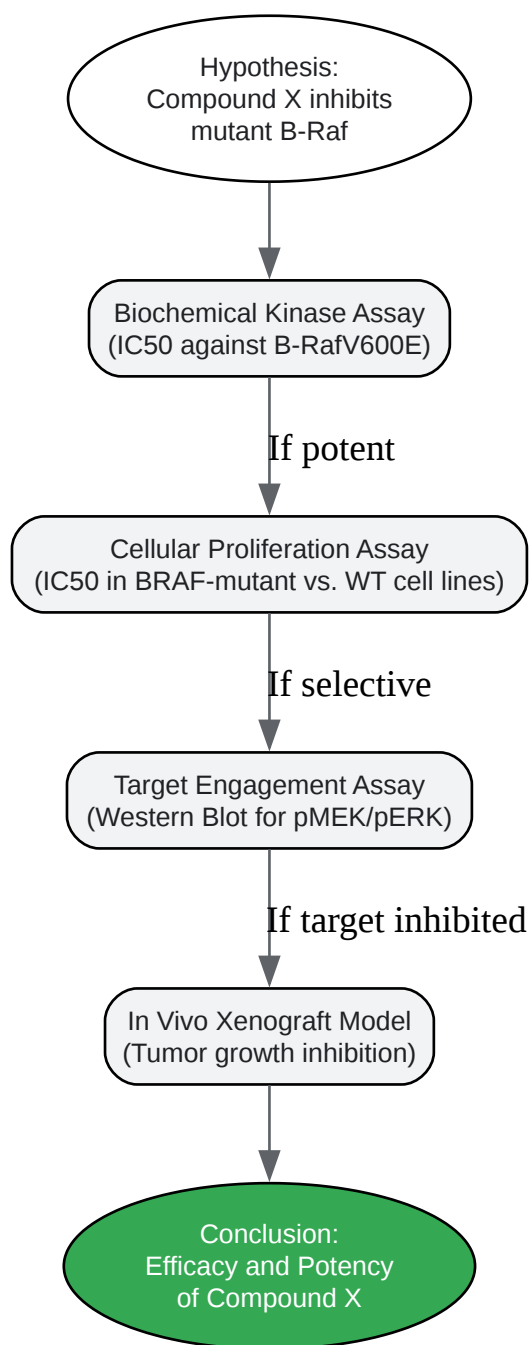 Hypothesis:
Compound X inhibits
mutant B-Raf
Biochemical Kinase Assay
(IC50 against B-RafV600E)
If potent
Cellular Proliferation Assay
(IC50 in BRAF-mutant vs. WT cell lines)
If selective
Target Engagement Assay
(Western Blot for pMEK/pERK)
If target inhibited
In Vivo Xenograft Model
(Tumor growth inhibition)
Conclusion:
Efficacy and Potency
of Compound X